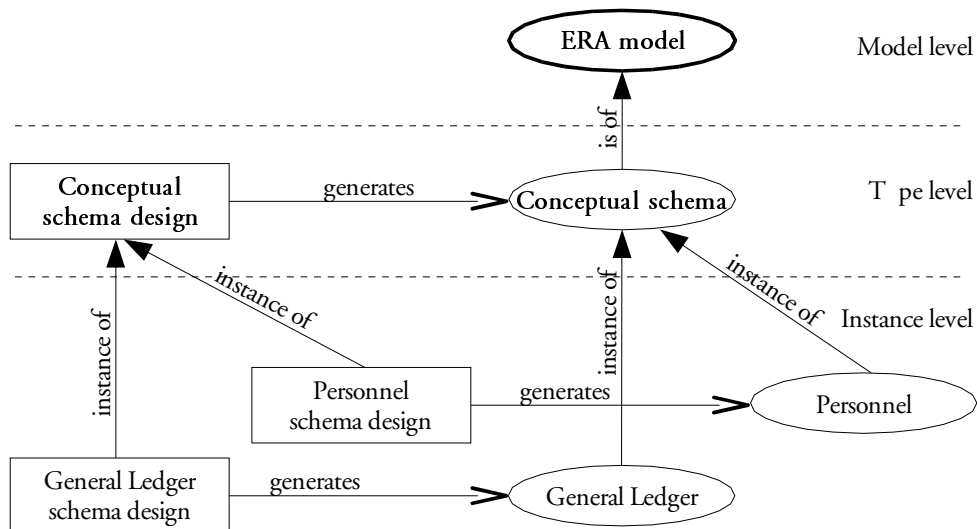 ERA model
Model level
is of
Conceptual
schema design
generates
Conceptual schema
T pe level
instance of
instance of
instance of
instance of
Instance level
Personnel
schema design
generates
Personnel
General Ledger
schema design
generates
General Ledger